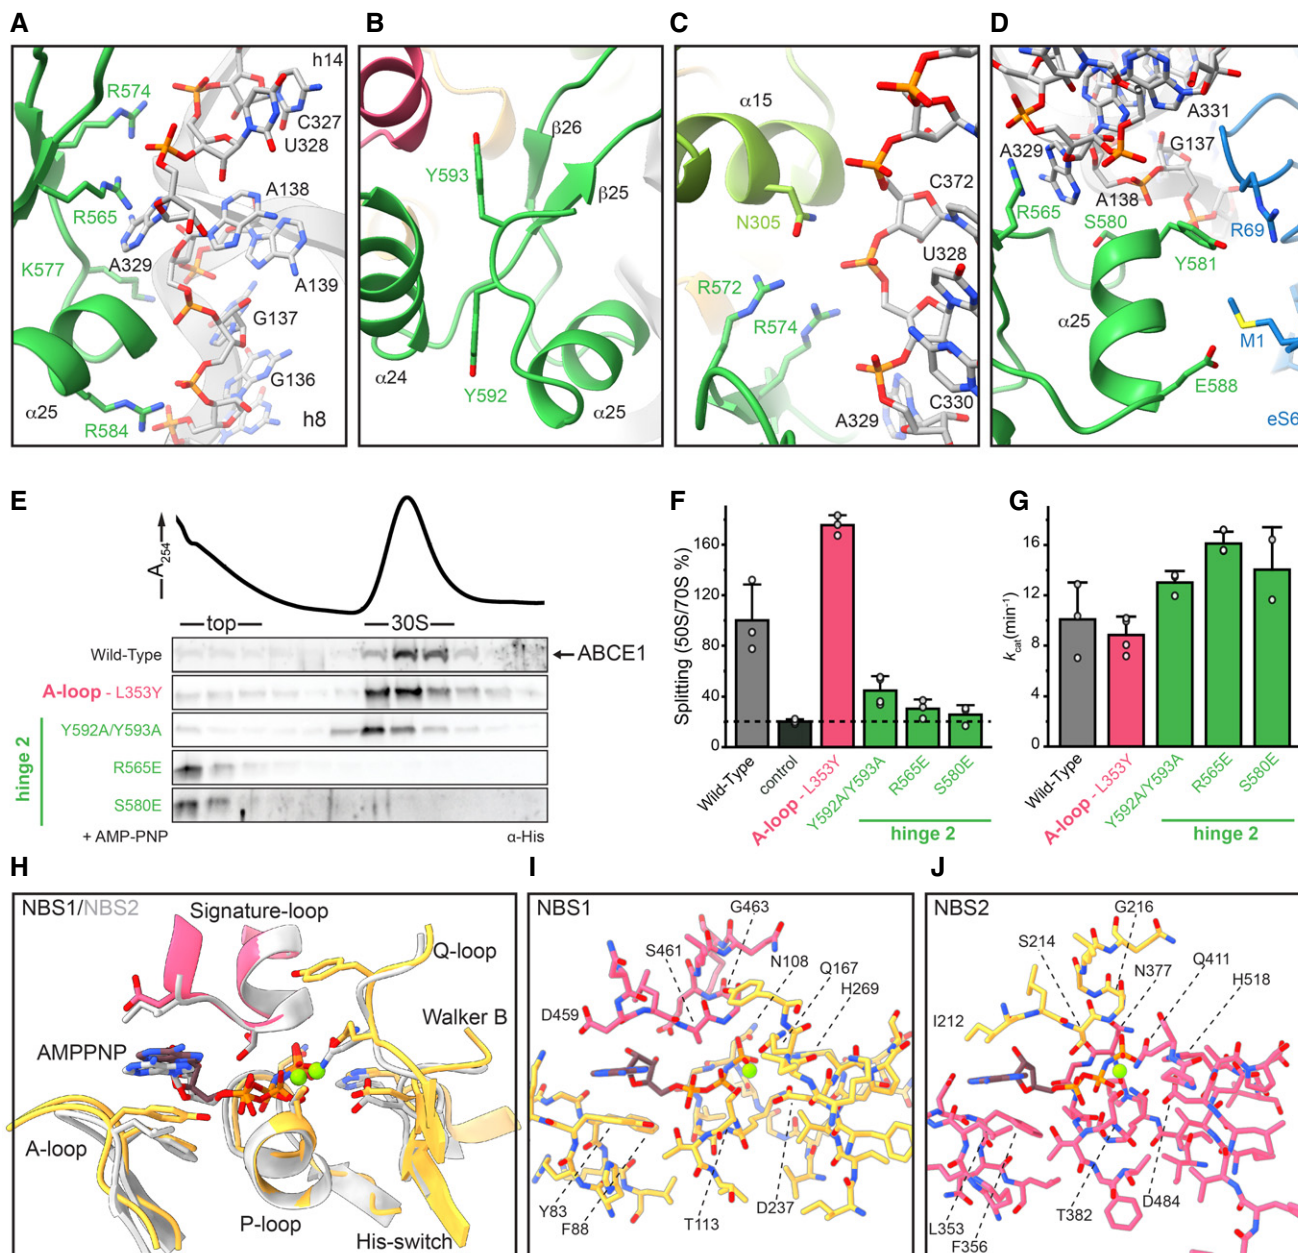 A
B
C
D
R574
h14
C327
U328
R565
A138
K577
A329
A139
G137
G136
α25
R584
h8
β26
Y593
β25
α24
Y592
α25
α15
C372
N305
U328
R572
R574
C330
A329
A331
A329
G137
R565
A138
S580
R69
Y581
α25
M1
E588
eS6
E
F
G
A254
top
30S
Wild-Type
ABCE1
A-loop - L353Y
Y592A/Y593A
R565E
S580E
hinge 2
+ AMP-PNP
α-His
Splitting (50S/70S %)
160
120
80
40
0
Wild-Type
control
A-loop - L353Y
Y592A/Y593A
R565E
S580E
hinge 2
kcat(min-1)
16
12
8
4
0
Wild-Type
A-loop - L353Y
Y592A/Y593A
R565E
S580E
hinge 2
H
I
J
NBS1/NBS2
Signature-loop
Q-loop
Walker B
AMPPNP
A-loop
P-loop
His-switch
NBS1
G463
S461
N108
Q167
H269
D459
Y83
F88
T113
D237
NBS2
G216
S214
N377
Q411
H518
I212
L353
F356
T382
D484